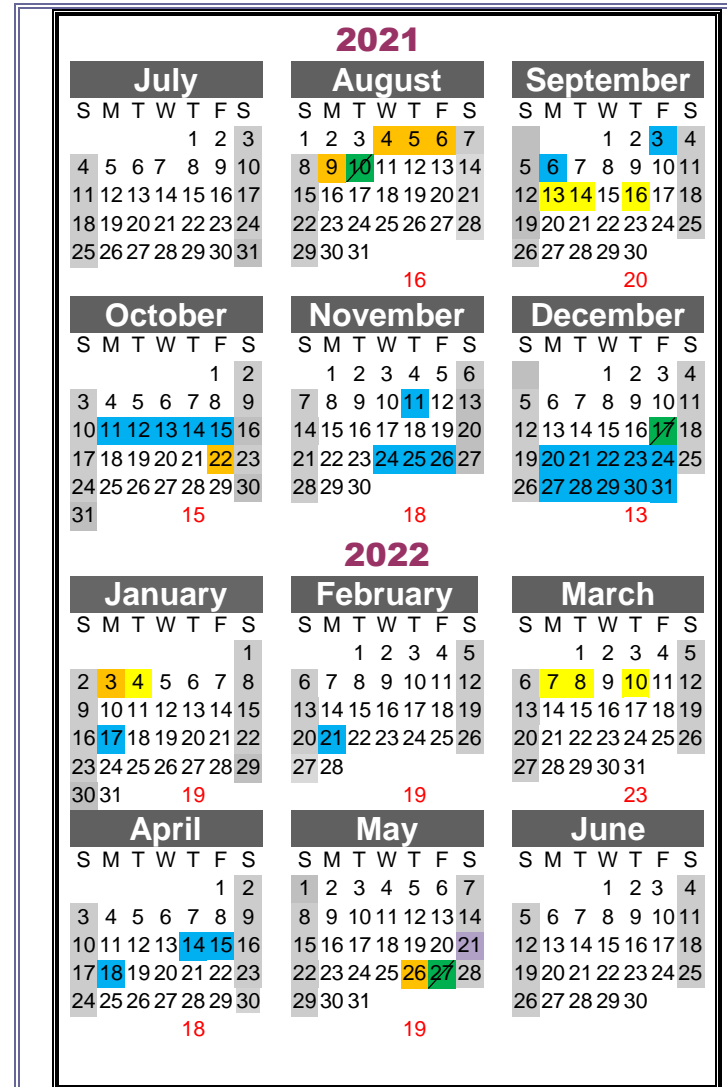 2021
July August September
S M T W T F S S M T W T F S S M T W T F S
1 2 3 1 2 3 4 5 6 7 1 2 3 4
4 5 6 7 8 9 10 8 9 10 11 12 13 14 5 6 7 8 9 10 11
11 12 13 14 15 16 17 15 16 17 18 19 20 21 12 13 14 15 16 17 18
18 19 20 21 22 23 24 22 23 24 25 26 27 28 19 20 21 22 23 24 25
25 26 27 28 29 30 31 29 30 31 26 27 28 29 30
16 20
October November December
S M T W T F S S M T W T F S S M T W T F S
1 2 1 2 3 4 5 6 1 2 3 4
3 4 5 6 7 8 9 7 8 9 10 11 12 13 5 6 7 8 9 10 11
10 11 12 13 14 15 16 14 15 16 17 18 19 20 12 13 14 15 16 17 18
17 18 19 20 21 22 23 21 22 23 24 25 26 27 19 20 21 22 23 24 25
24 25 26 27 28 29 30 28 29 30 26 27 28 29 30 31
31 15 18 13
2022
January February March
S M T W T F S S M T W T F S S M T W T F S
1 1 2 3 4 5 1 2 3 4 5
2 3 4 5 6 7 8 6 7 8 9 10 11 12 6 7 8 9 10 11 12
9 10 11 12 13 14 15 13 14 15 16 17 18 19 13 14 15 16 17 18 19
16 17 18 19 20 21 22 20 21 22 23 24 25 26 20 21 22 23 24 25 26
23 24 25 26 27 28 29 27 28 27 28 29 30 31
30 31 19 19 23
April May June
S M T W T F S S M T W T F S S M T W T F S
1 2 1 2 3 4 5 6 7 1 2 3 4
3 4 5 6 7 8 9 8 9 10 11 12 13 14 5 6 7 8 9 10 11
10 11 12 13 14 15 16 15 16 17 18 19 20 21 12 13 14 15 16 17 18
17 18 19 20 21 22 23 22 23 24 25 26 27 28 19 20 21 22 23 24 25
24 25 26 27 28 29 30 29 30 31 26 27 28 29 30
18 19